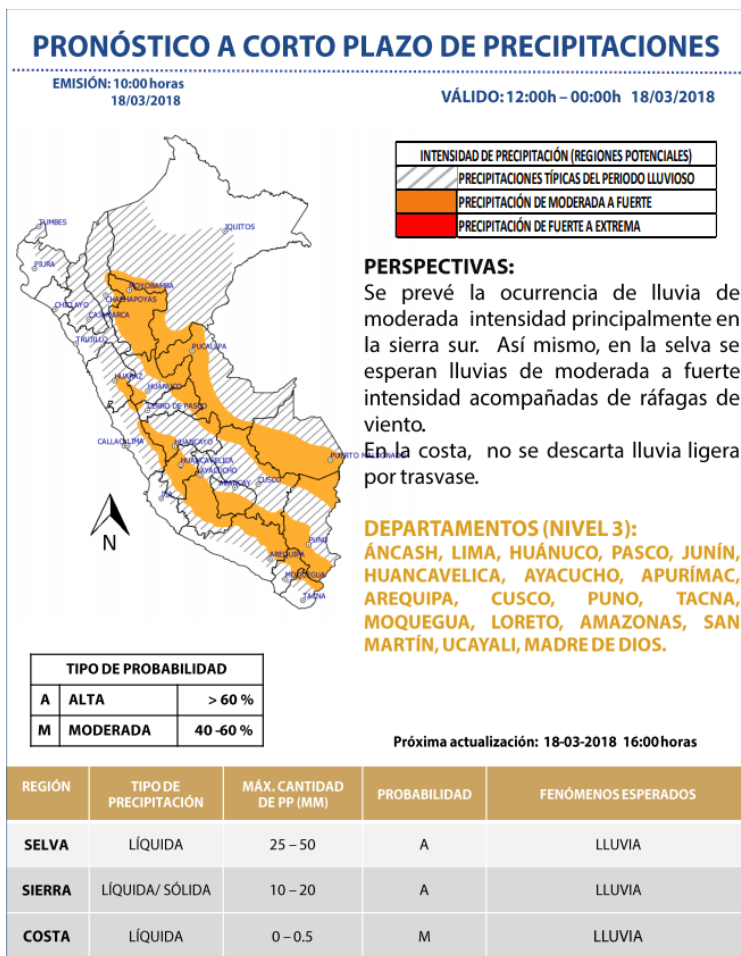 PRONÓSTICO A CORTO PLAZO DE PRECIPITACIONES
EMISIÓN: 10:00 horas
18/03/2018
VÁLIDO: 12:00h – 00:00h 18/03/2018
INTENSIDAD DE PRECIPITACIÓN (REGIONES POTENCIALES)
PRECIPITACIONES TÍPICAS DEL PERIODO LLUVIOSO
PRECIPITACIÓN DE MODERADA A FUERTE
PRECIPITACIÓN DE FUERTE A EXTREMA
TUMBES
IQUITOS
PIURA
MOYOBAMBA
CHACHAPOYAS
CHICLAYO
CAJAMARCA
TRUJILLO
PUCALLPA
HUARAZ
HUÁNUCO
CERRO DE PASCO
CALLAO
LIMA
HUANCAYO
PUERTO MALDONADO
HUANCAVELICA
AYACUCHO
ABANCAY
CUSCO
ICA
PUNO
AREQUIPA
MOQUEGUA
TACNA
N
PERSPECTIVAS:
Se prevé la ocurrencia de lluvia de
moderada intensidad principalmente en
la sierra sur. Así mismo, en la selva se
esperan lluvias de moderada a fuerte
intensidad acompañadas de ráfagas de
viento.
En la costa, no se descarta lluvia ligera
por trasvase.
DEPARTAMENTOS (NIVEL 3):
ÁNCASH, LIMA, HUÁNUCO, PASCO, JUNÍN,
HUANCAVELICA, AYACUCHO, APURÍMAC,
AREQUIPA, CUSCO, PUNO, TACNA,
MOQUEGUA, LORETO, AMAZONAS, SAN
MARTÍN, UCAYALI, MADRE DE DIOS.
TIPO DE PROBABILIDAD
A ALTA > 60 %
M MODERADA 40 -60 %
Próxima actualización: 18-03-2018 16:00 horas
REGIÓN TIPO DE PRECIPITACIÓN MÁX. CANTIDAD DE PP (MM) PROBABILIDAD FENÓMENOS ESPERADOS
SELVA LÍQUIDA 25 – 50 A LLUVIA
SIERRA LÍQUIDA/ SÓLIDA 10 – 20 A LLUVIA
COSTA LÍQUIDA 0 – 0.5 M LLUVIA